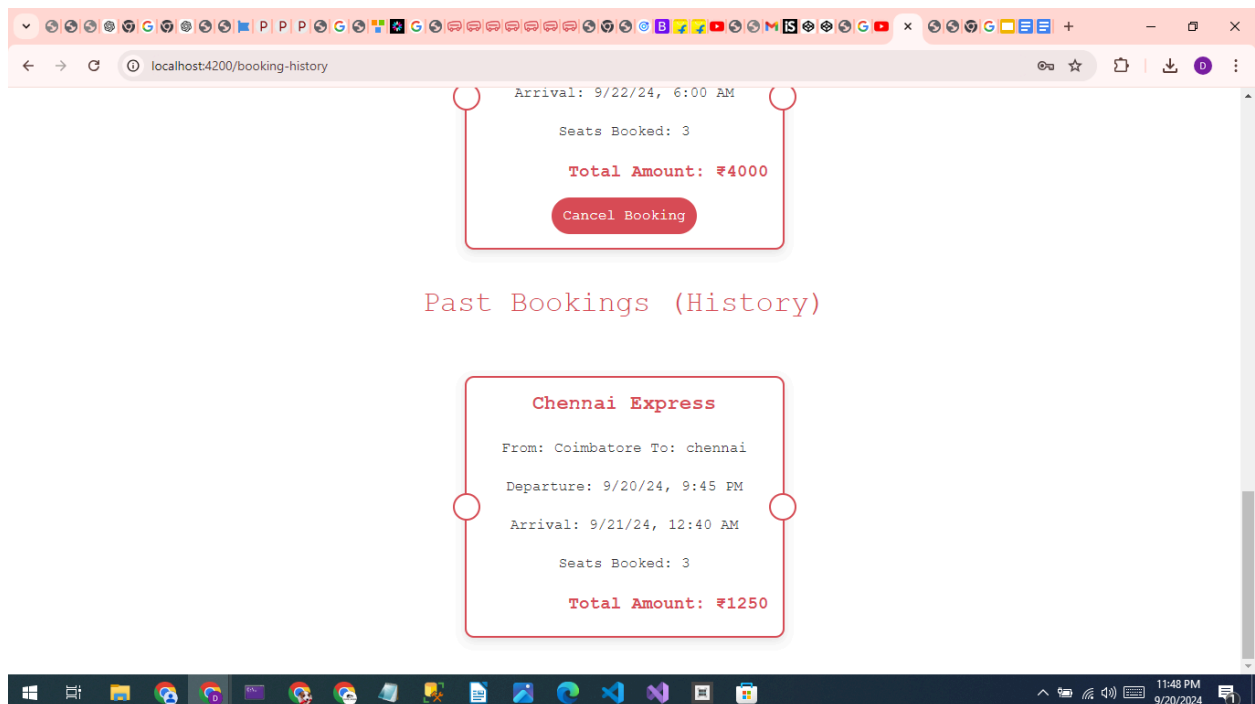 localhost:4200/booking-history
D
Arrival: 9/22/24, 6:00 AM
Seats Booked: 3
Total Amount: ₹4000
Cancel Booking
Past Bookings (History)
Chennai Express
From: Coimbatore To: chennai
Departure: 9/20/24, 9:45 PM
Arrival: 9/21/24, 12:40 AM
Seats Booked: 3
Total Amount: ₹1250
11:48 PM
9/20/2024